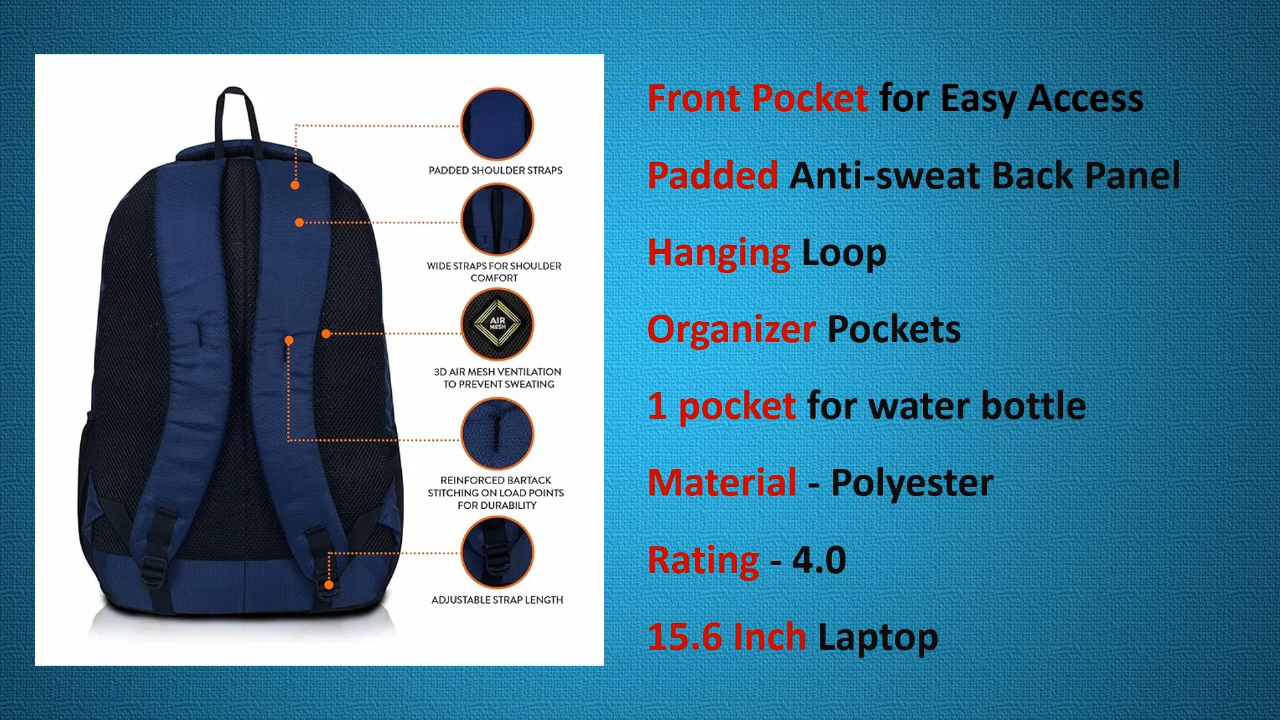 PADDED SHOULDER STRAPS
WIDE STRAPS FOR SHOULDER
COMFORT
AIR
MESH
3D AIR MESH VENTILATION
TO PREVENT SWEATING
REINFORCED BARTACK
STITCHING ON LOAD POINTS
FOR DURABILITY
ADJUSTABLE STRAP LENGTH
Front Pocket for Easy Access
Padded Anti-sweat Back Panel
Hanging Loop
Organizer Pockets
1 pocket for water bottle
Material - Polyester
Rating - 4.0
15.6 Inch Laptop